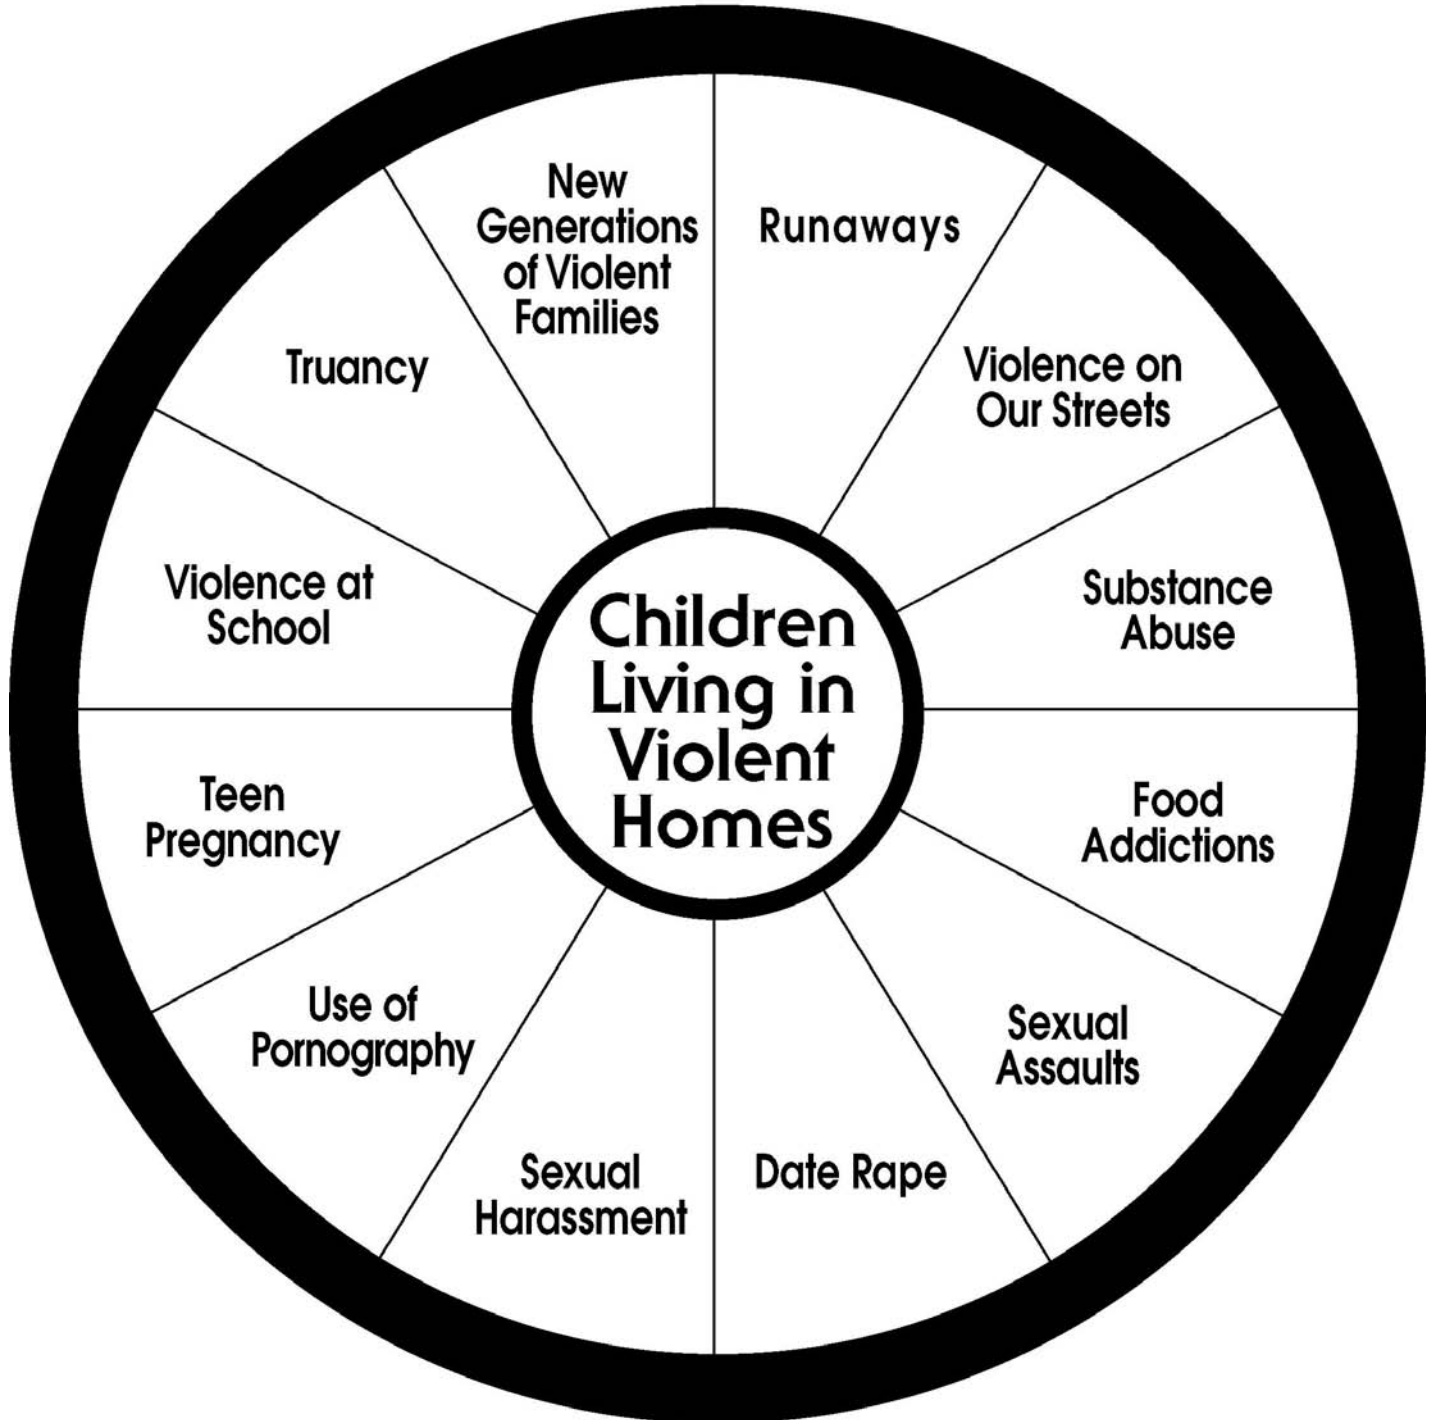 New
Generations
of Violent
Families
Runaways
Violence on
Our Streets
Substance
Abuse
Food
Addictions
Sexual
Assaults
Date Rape
Sexual
Harassment
Use of
Pornography
Teen
Pregnancy
Violence at
School
Truancy
Children
Living in
Violent
Homes